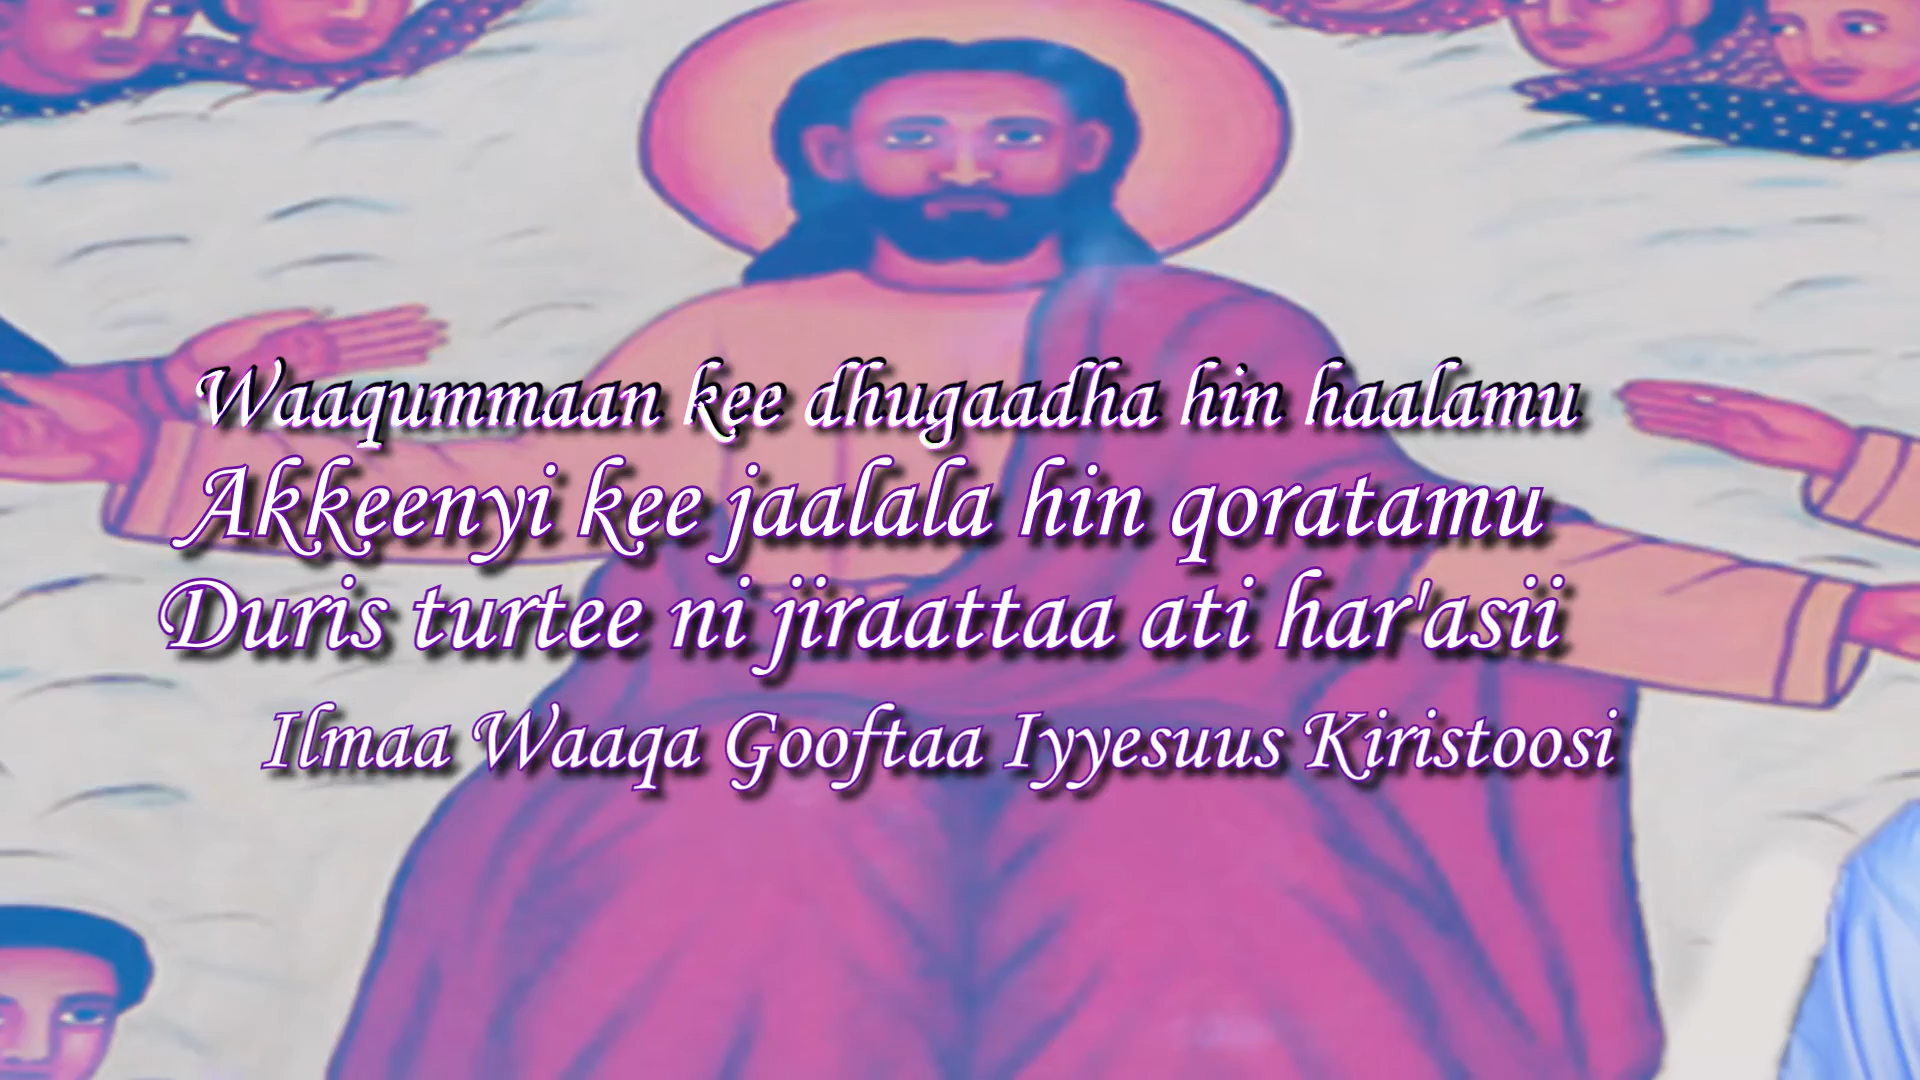 Waaqummaan kee dhugaadha hin haalamu
Akkeenyi kee jaalala hin qoratamu
Duris turtee ni jiraattaa ati har'asii
Ilmaa Waaqa Gooftaa Iyyesuus Kiristoosi